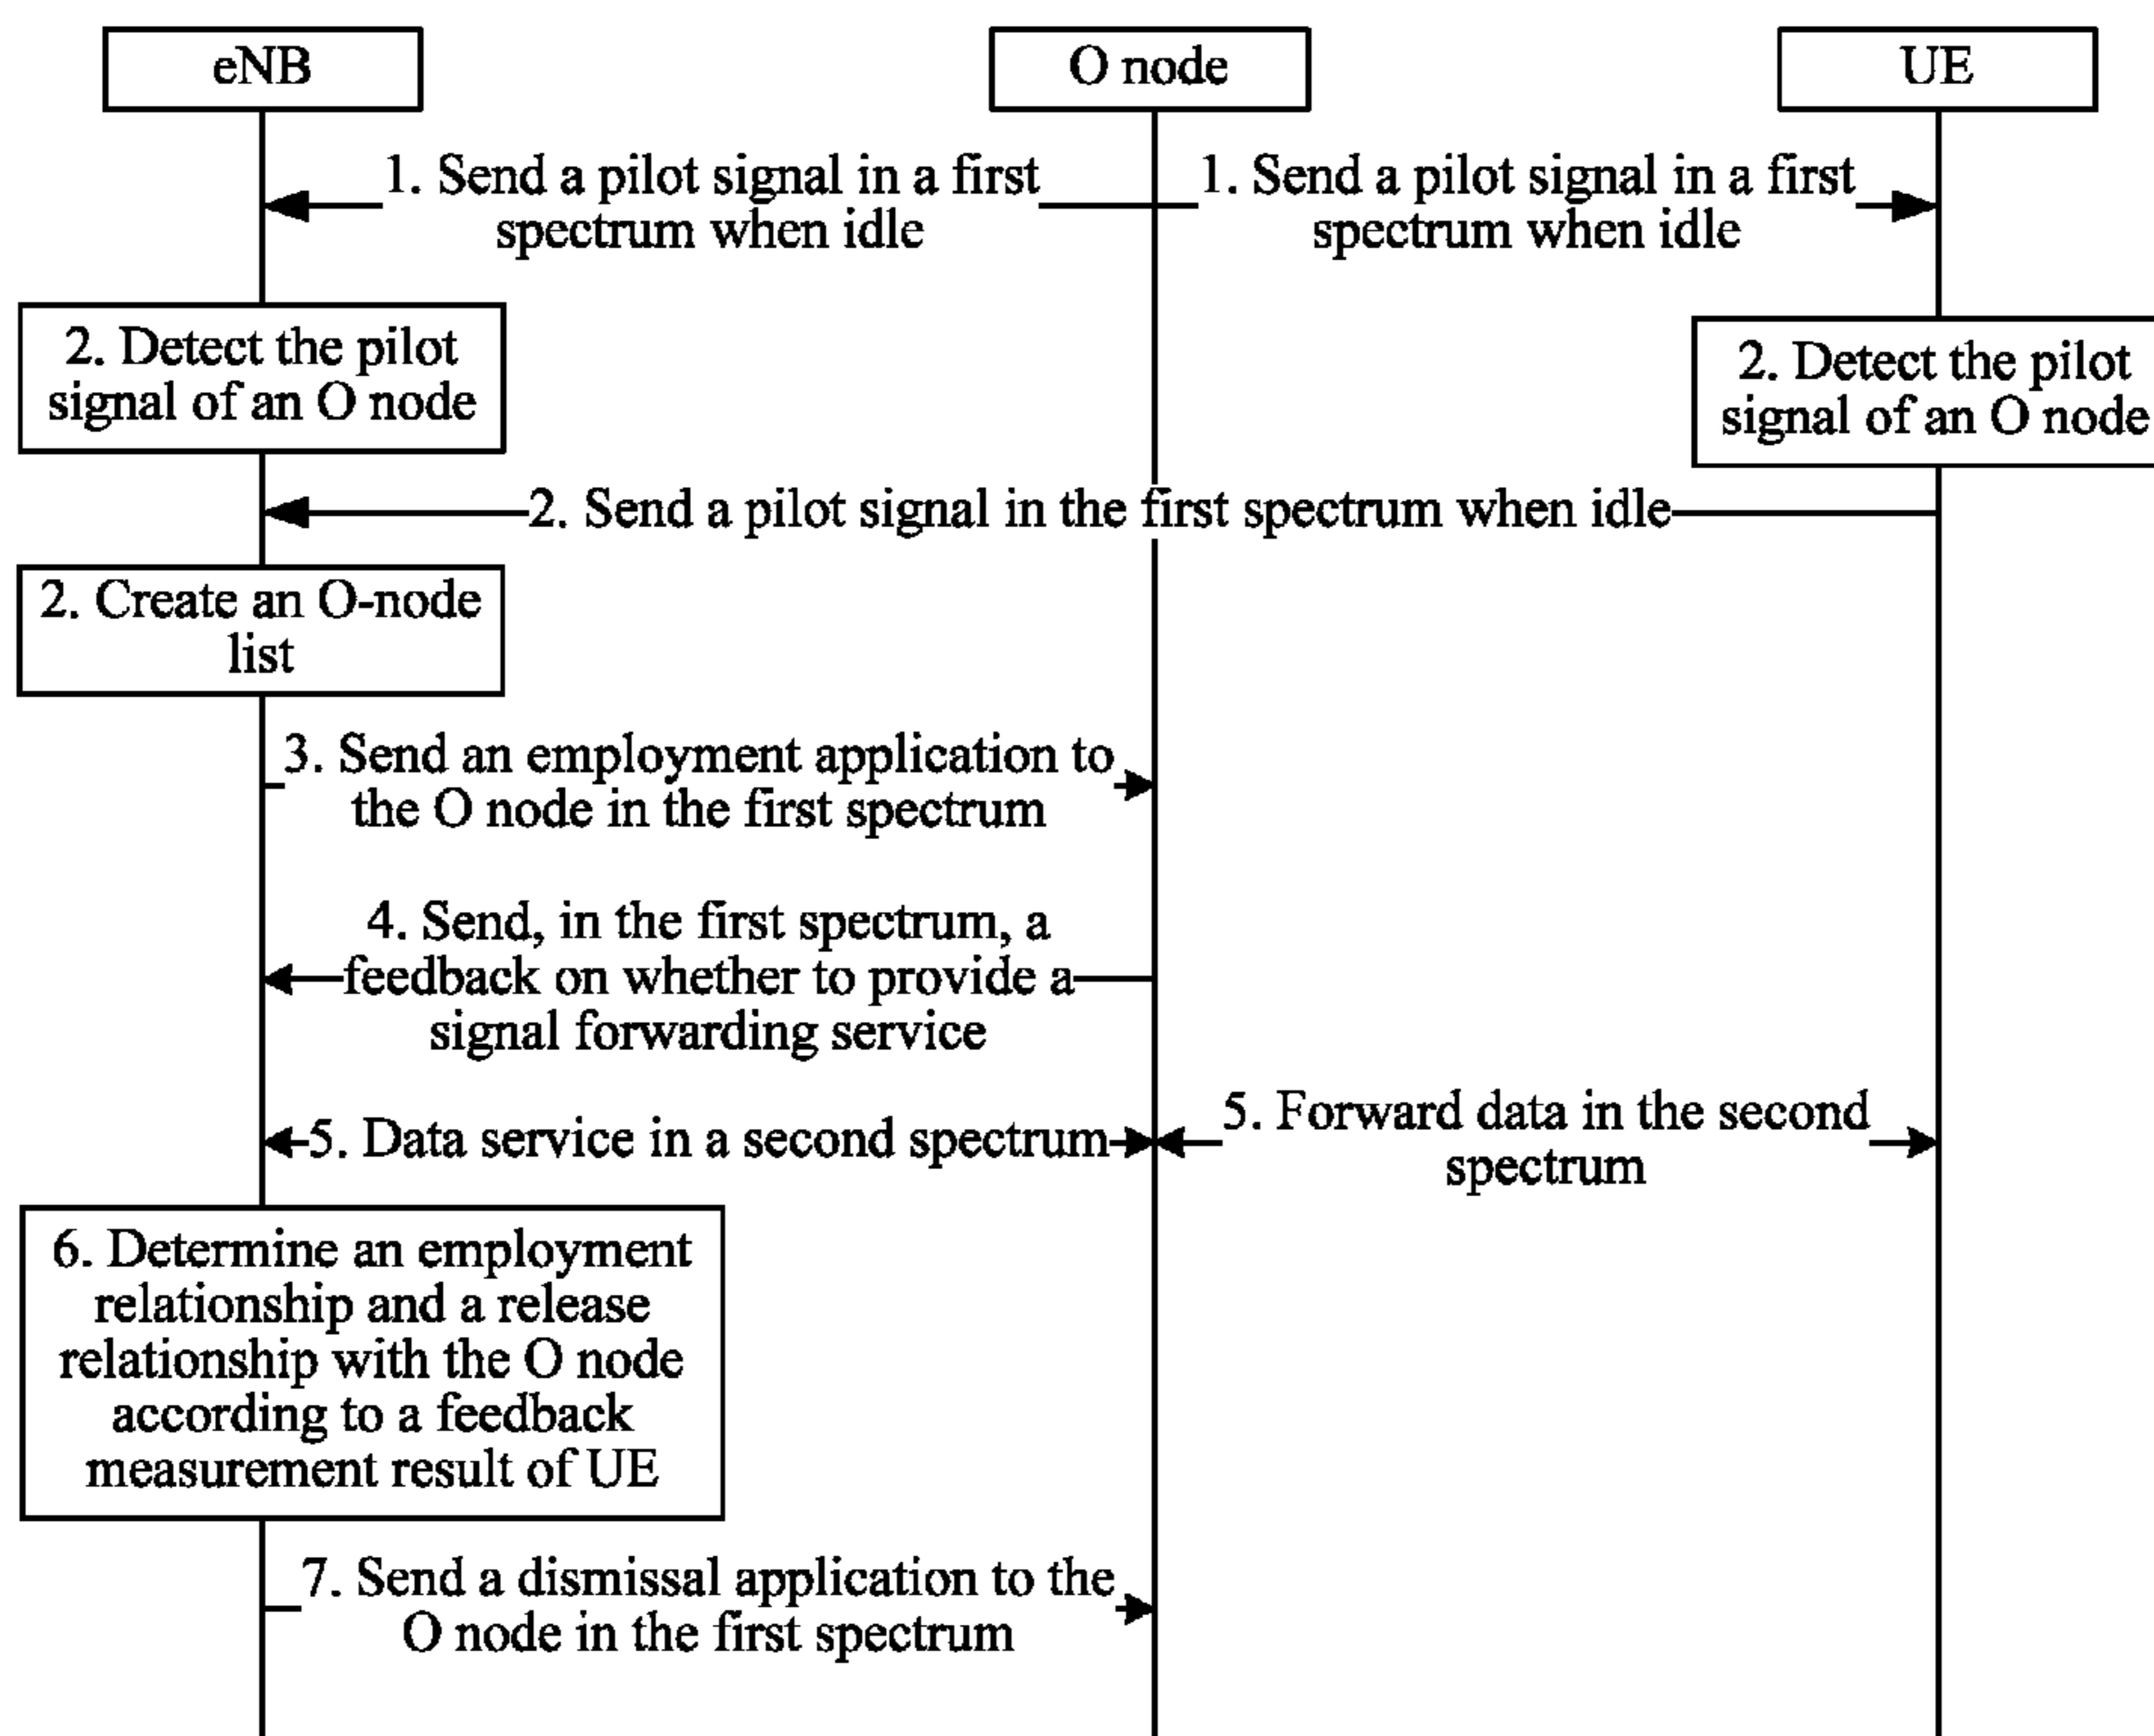 eNB
O node
UE
1. Send a pilot signal in a first
spectrum when idle
1. Send a pilot signal in a first
spectrum when idle
2. Detect the pilot
signal of an O node
2. Detect the pilot
signal of an O node
2. Send a pilot signal in the first spectrum when idle
2. Create an O-node
list
3. Send an employment application to
the O node in the first spectrum
4. Send, in the first spectrum, a
feedback on whether to provide a
signal forwarding service
5. Data service in a second spectrum
5. Forward data in the second
spectrum
6. Determine an employment
relationship and a release
relationship with the O node
according to a feedback
measurement result of UE
7. Send a dismissal application to the
O node in the first spectrum